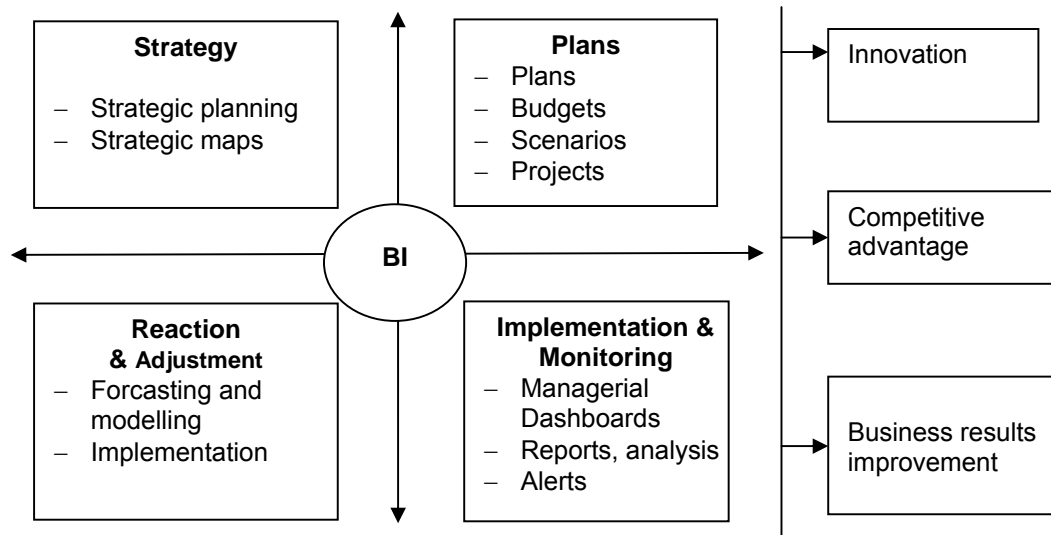 Strategy
– Strategic planning
– Strategic maps
Plans
– Plans
– Budgets
– Scenarios
– Projects
BI
Reaction
& Adjustment
– Forcasting and
modelling
– Implementation
Implementation &
Monitoring
– Managerial
Dashboards
– Reports, analysis
– Alerts
Innovation
Competitive
advantage
Business results
improvement